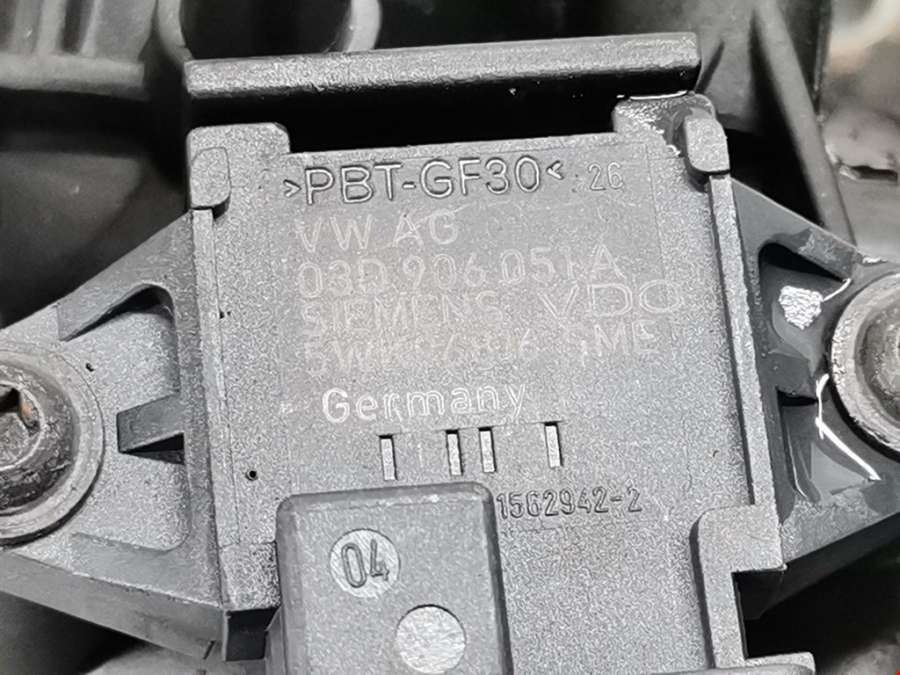 >PBT-GF30< 26
VW AG
03D 906 051 A
SIEMENS VDO
Germany
1562942-2
04